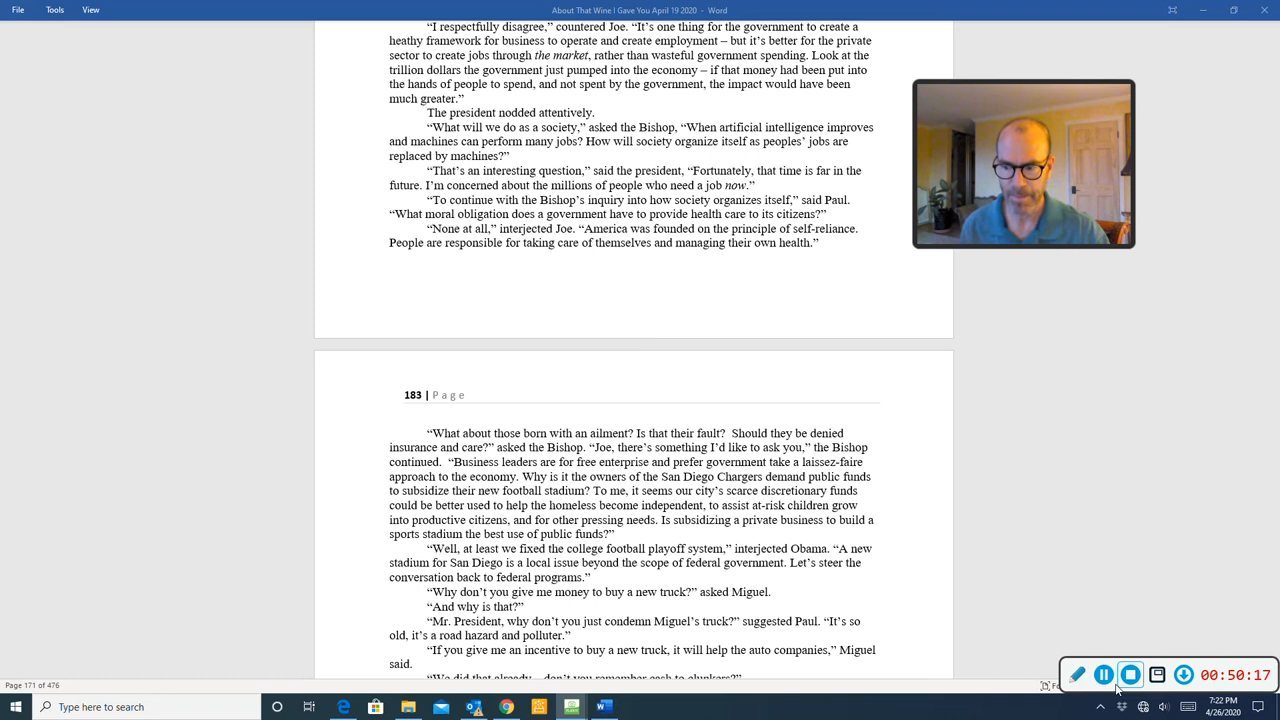 File Tools View About That Wine I Gave You April 19 2020 - Word
“I respectfully disagree,” countered Joe. “It’s one thing for the government to create a
heathy framework for business to operate and create employment – but it’s better for the private
sector to create jobs through the market, rather than wasteful government spending. Look at the
trillion dollars the government just pumped into the economy – if that money had been put into
the hands of people to spend, and not spent by the government, the impact would have been
much greater.”
The president nodded attentively.
“What will we do as a society,” asked the Bishop, “When artificial intelligence improves
and machines can perform many jobs? How will society organize itself as peoples’ jobs are
replaced by machines?”
“That’s an interesting question,” said the president, “Fortunately, that time is far in the
future. I’m concerned about the millions of people who need a job now.”
“To continue with the Bishop’s inquiry into how society organizes itself,” said Paul.
“What moral obligation does a government have to provide health care to its citizens?”
“None at all,” interjected Joe. “America was founded on the principle of self-reliance.
People are responsible for taking care of themselves and managing their own health.”
183 | Page
“What about those born with an ailment? Is that their fault?  Should they be denied
insurance and care?” asked the Bishop. “Joe, there’s something I’d like to ask you,” the Bishop
continued.  “Business leaders are for free enterprise and prefer government take a laissez-faire
approach to the economy. Why is it the owners of the San Diego Chargers demand public funds
to subsidize their new football stadium? To me, it seems our city’s scarce discretionary funds
could be better used to help the homeless become independent, to assist at-risk children grow
into productive citizens, and for other pressing needs. Is subsidizing a private business to build a
sports stadium the best use of public funds?”
“Well, at least we fixed the college football playoff system,” interjected Obama. “A new
stadium for San Diego is a local issue beyond the scope of federal government. Let’s steer the
conversation back to federal programs.”
“Why don’t you give me money to buy a new truck?” asked Miguel.
“And why is that?”
“Mr. President, why don’t you just condemn Miguel’s truck?” suggested Paul. “It’s so
old, it’s a road hazard and polluter.”
“If you give me an incentive to buy a new truck, it will help the auto companies,” Miguel
said.
“We did that already – don’t you remember cash to clunkers?”
00:50:17
Page 171 of 476
Type here to search
7:22 PM
4/26/2020